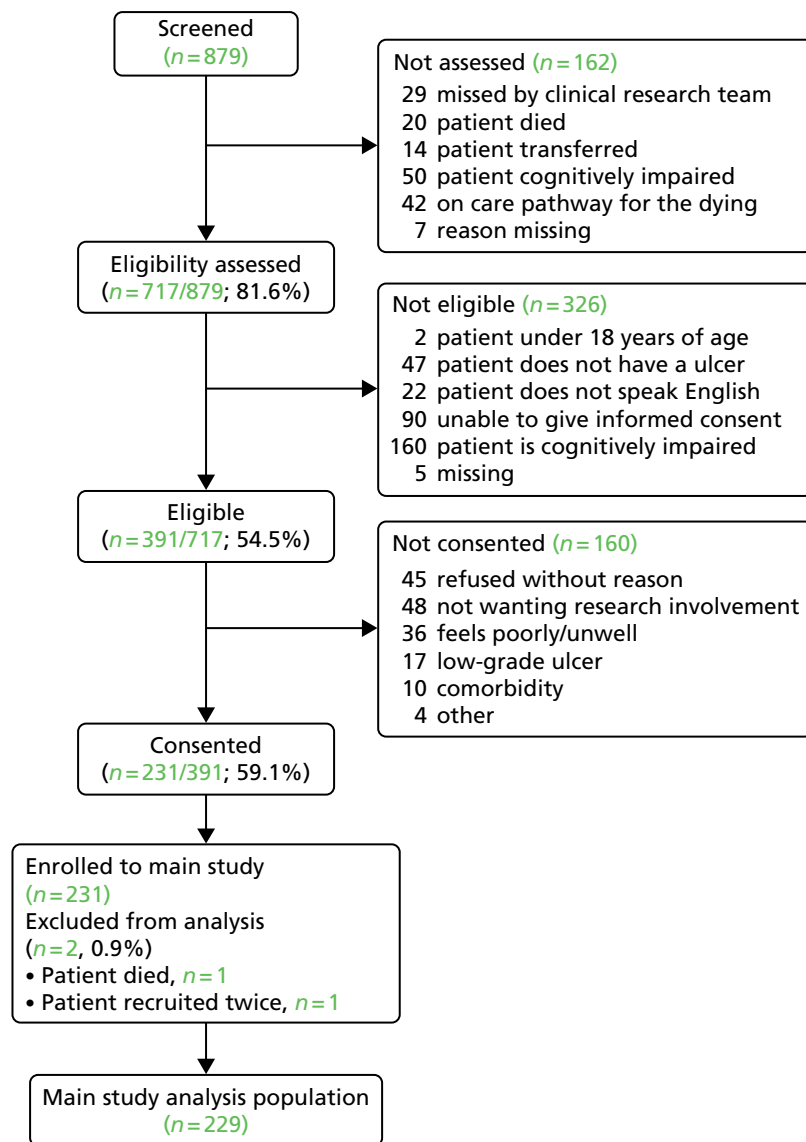 Screened
(n=879)
Not assessed (n=162)
29 missed by clinical research team
20 patient died
14 patient transferred
50 patient cognitively impaired
42 on care pathway for the dying
7 reason missing
Eligibility assessed
(n=717/879; 81.6%)
Not eligible (n=326)
2 patient under 18 years of age
47 patient does not have a ulcer
22 patient does not speak English
90 unable to give informed consent
160 patient is cognitively impaired
5 missing
Eligible
(n=391/717; 54.5%)
Not consented (n=160)
45 refused without reason
48 not wanting research involvement
36 feels poorly/unwell
17 low-grade ulcer
10 comorbidity
4 other
Consented
(n=231/391; 59.1%)
Enrolled to main study
(n=231)
Excluded from analysis
(n=2, 0.9%)
• Patient died, n=1
• Patient recruited twice, n=1
Main study analysis population
(n=229)